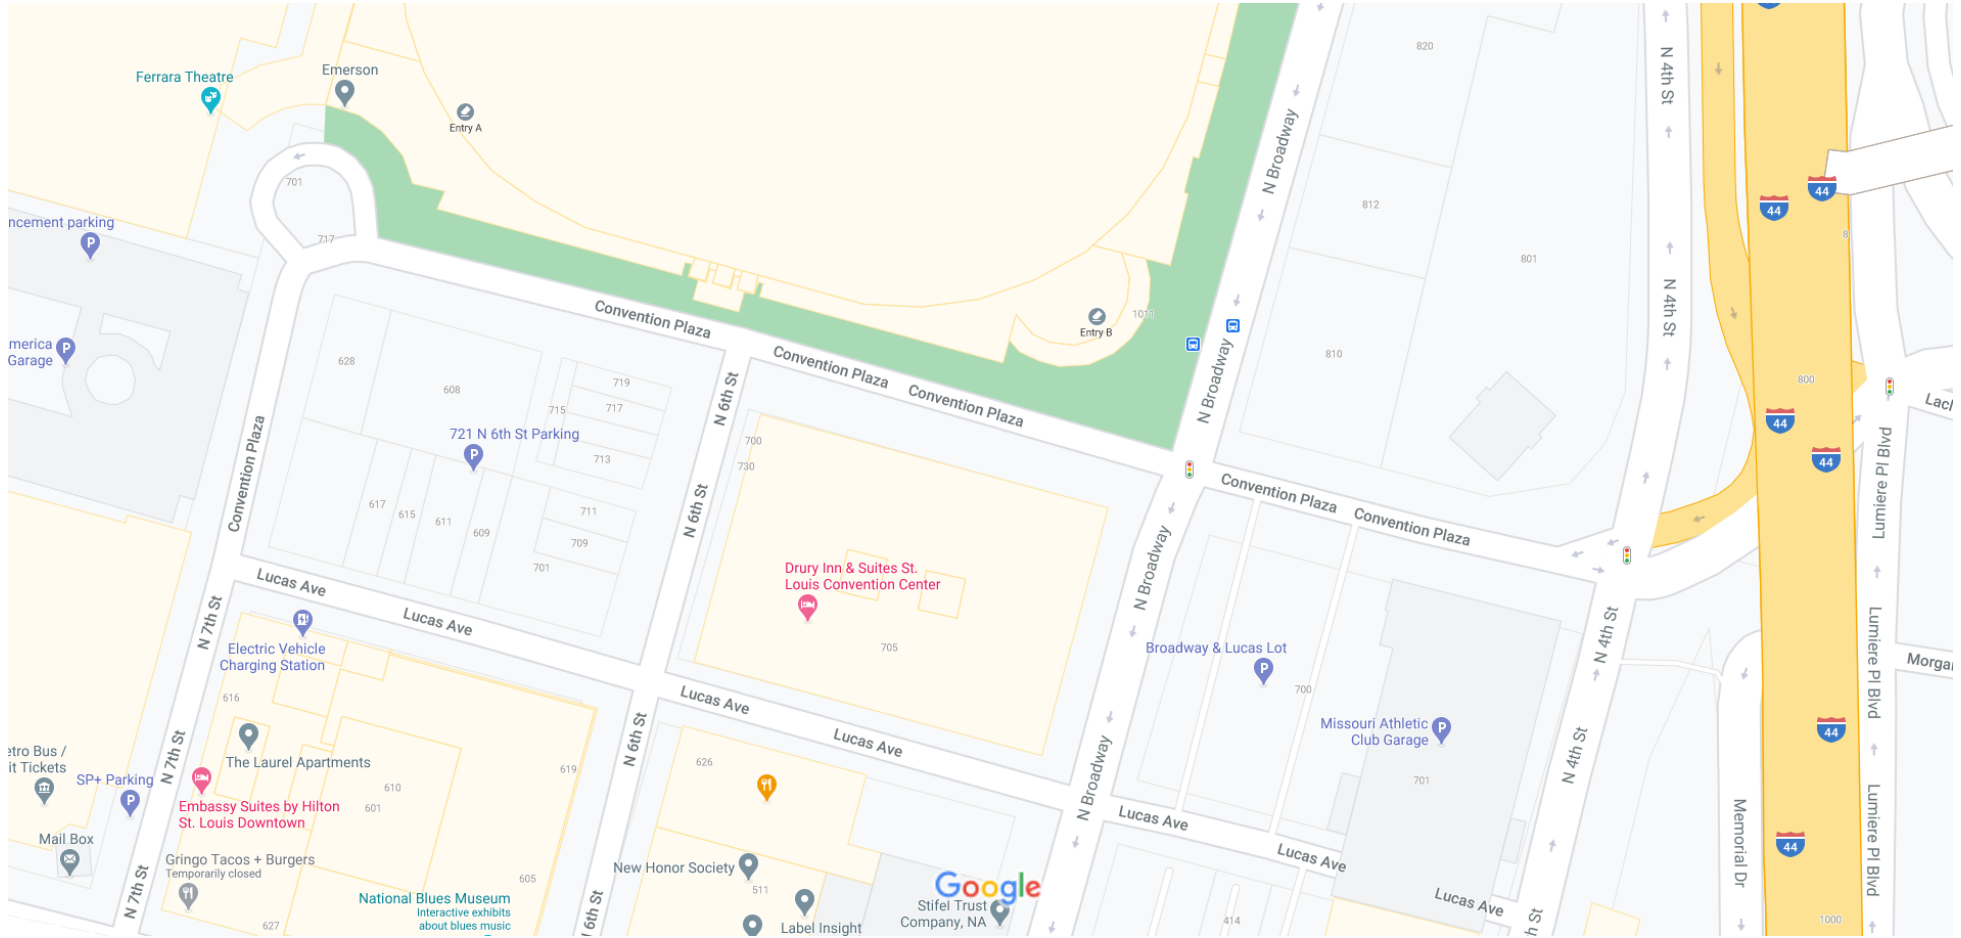 820
N 4th St
44
Ferrara Theatre
Emerson
Entry A
N Broadway
44
44
701
812
ncement parking
717
8
801
N 4th St
Convention Plaza
Entry B
1011
merica
Garage
628
608
719
717
715
713
721 N 6th St Parking
N 6th St
Convention Plaza
Convention Plaza
N Broadway
810
800
44
44
Lacl
Lumiere Pl Blvd
700
730
Convention Plaza
617
615
611
609
711
709
701
N 6th St
Convention Plaza
Convention Plaza
N Broadway
Drury Inn & Suites St.
Louis Convention Center
705
Lucas Ave
Lucas Ave
N 7th St
Electric Vehicle
Charging Station
616
Broadway & Lucas Lot
700
N 4th St
Lumiere Pl Blvd
Morga
Lucas Ave
Lucas Ave
Missouri Athletic
Club Garage
701
N 4th St
44
The Laurel Apartments
etro Bus /
it Tickets
N 7th St
SP+ Parking
610
601
619
N 6th St
626
N Broadway
Embassy Suites by Hilton
St. Louis Downtown
Lucas Ave
Lucas Ave
Lucas Ave
Memorial Dr
44
Lumiere Pl Blvd
Mail Box
Gringo Tacos + Burgers
Temporarily closed
N 7th St
605
New Honor Society
511
Google
National Blues Museum
Interactive exhibits
about blues music
627
6th St
Label Insight
Stifel Trust
Company, NA
414
St
1000